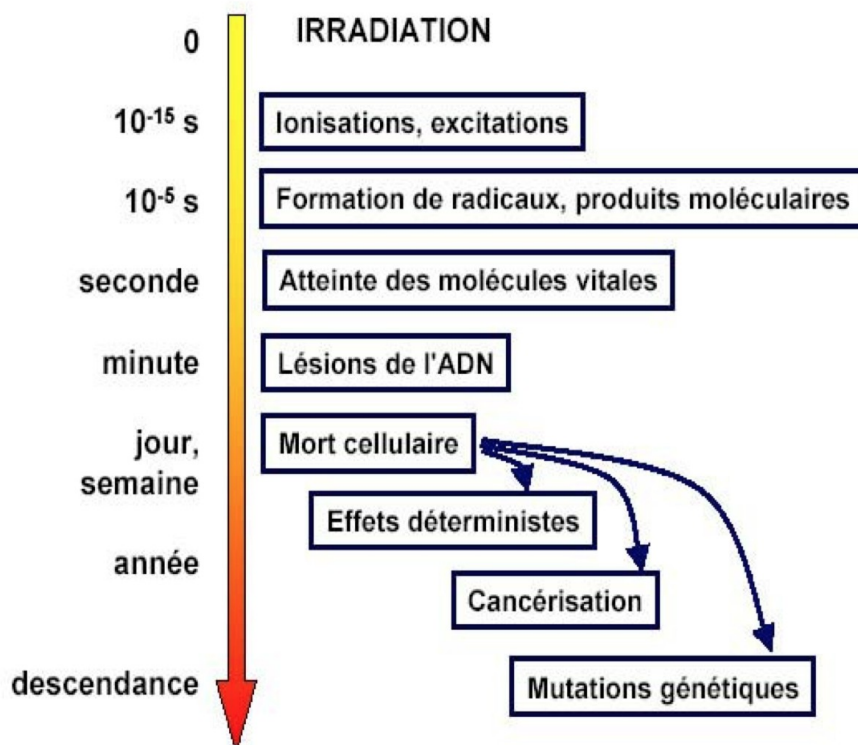 0 IRRADIATION
10⁻¹⁵ s Ionisations, excitations
10⁻⁵ s Formation de radicaux, produits moléculaires
seconde Atteinte des molécules vitales
minute Lésions de l'ADN
jour, Mort cellulaire
semaine
Effets déterministes
année
Cancérisation
descendance Mutations génétiques